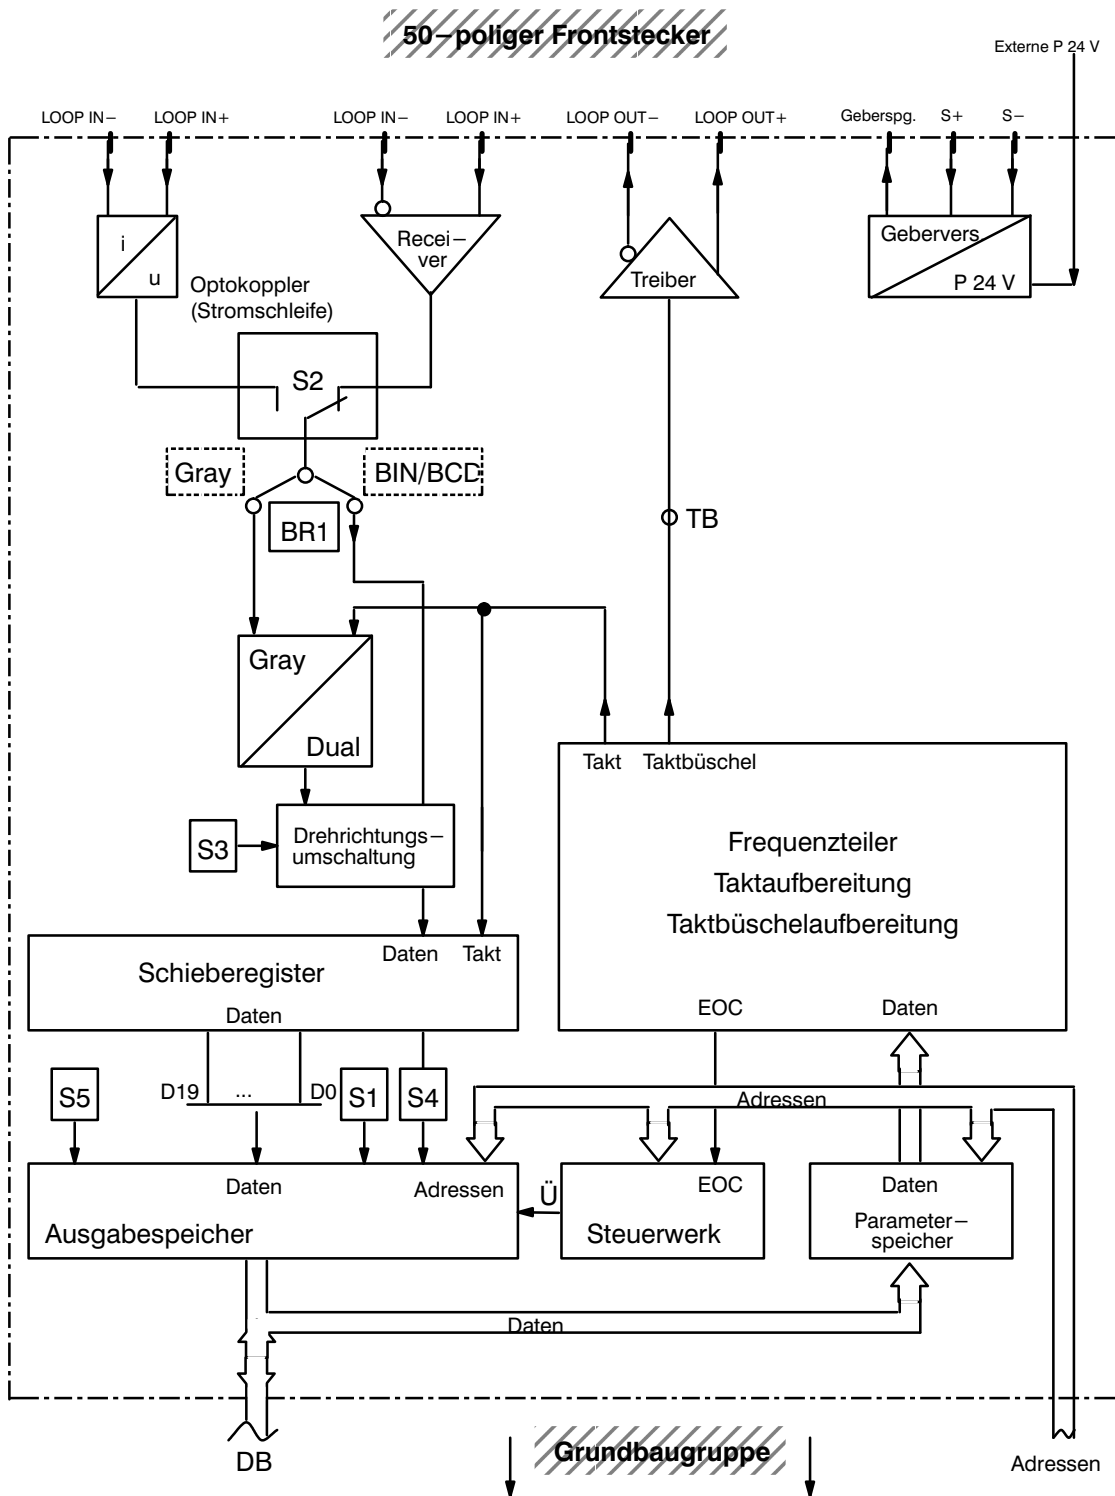 50–poliger Frontstecker
Externe P 24 V
LOOP IN–
LOOP IN+
LOOP IN–
LOOP IN+
LOOP OUT–
LOOP OUT+
Geberspg.
S+
S–
i
u
Recei–
ver
Treiber
Gebervers
P 24 V
Optokoppler
(Stromschleife)
S2
Gray
BIN/BCD
BR1
TB
Gray
Dual
Takt
Taktbüschel
S3
Drehrichtungs–
umschaltung
Frequenzteiler
Taktaufbereitung
Taktbüschelaufbereitung
Daten
Takt
Schieberegister
Daten
EOC
Daten
S5
D19
...
D0
S1
S4
Adressen
Daten
Adressen
Ausgabespeicher
Ü
EOC
Steuerwerk
Daten
Parameter–
speicher
Daten
DB
Grundbaugruppe
Adressen